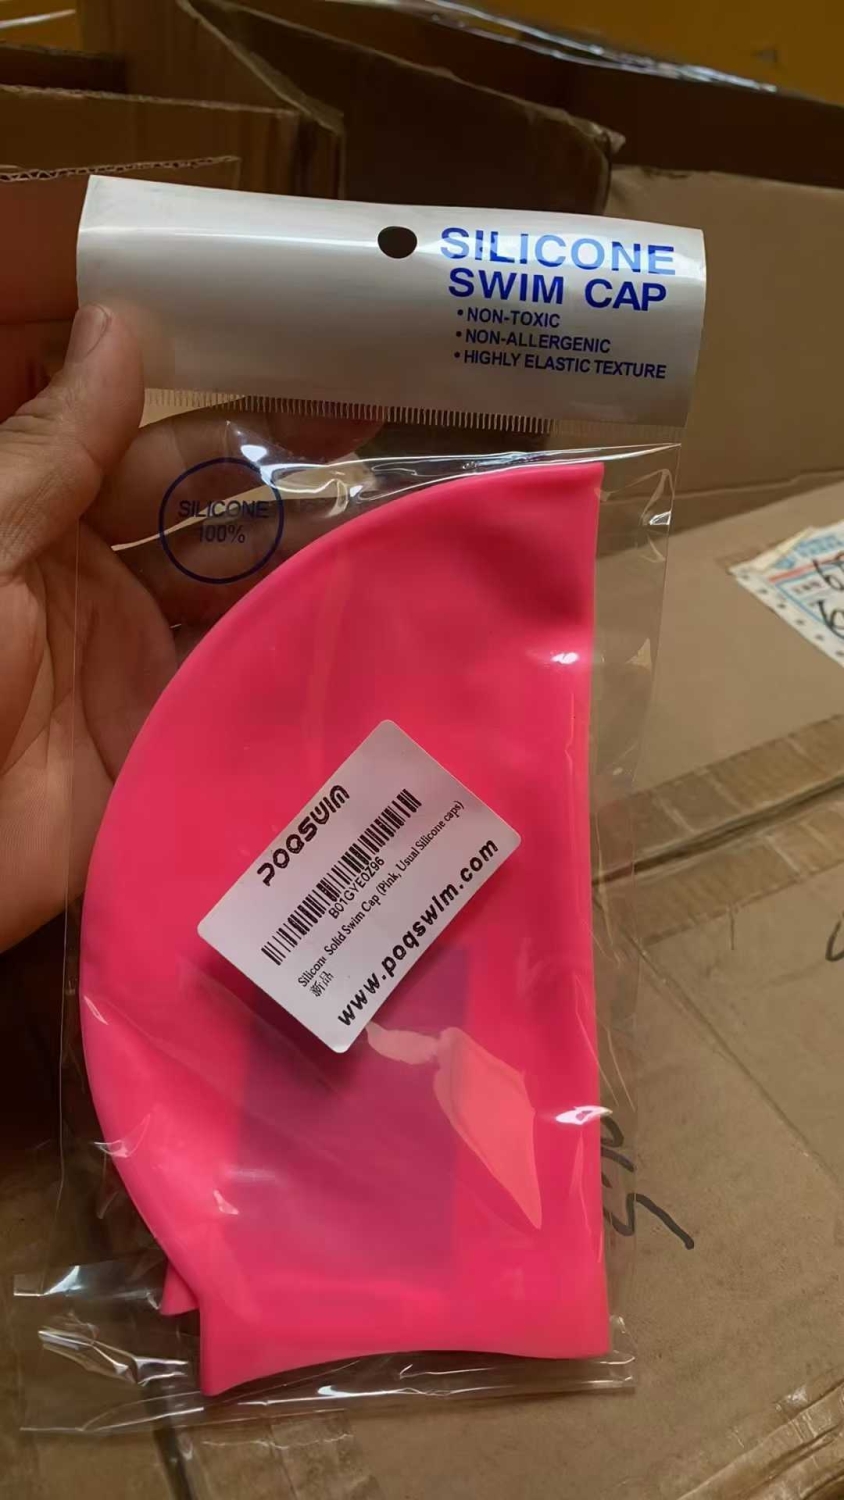 SILICONE
SWIM CAP
• NON-TOXIC
• NON-ALLERGENIC
• HIGHLY ELASTIC TEXTURE
SILICONE
100%
POQSWIM
B01GYE0Z96
Silicone Solid Swim Cap (Pink, Usual Silicone caps)
新品
www.poqswim.com